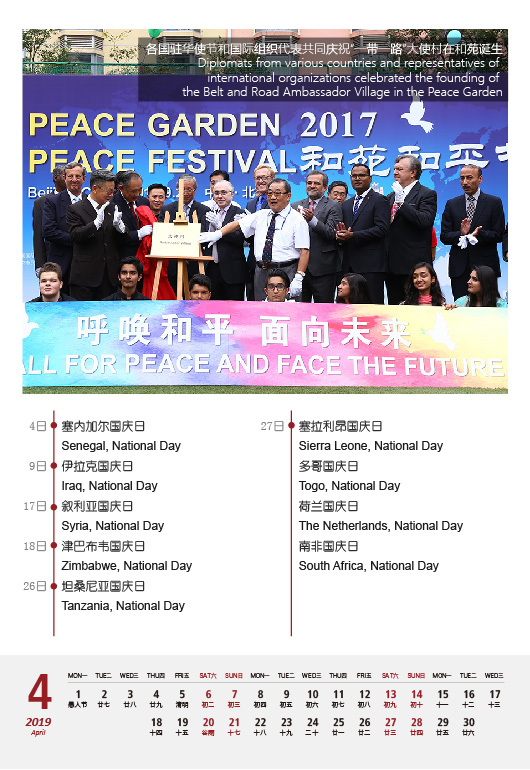 各国驻华使节和国际组织代表共同庆祝"一带一路"大使村在和苑诞生
Diplomats from various countries and representatives of
international organizations celebrated the founding of
the Belt and Road Ambassador Village in the Peace Garden
PEACE GARDEN 2017
PEACE FESTIVAL 和苑和平
呼唤和平 面向未来
ALL FOR PEACE AND FACE THE FUTURE
4日 塞内加尔国庆日
Senegal, National Day
9日 伊拉克国庆日
Iraq, National Day
17日 叙利亚国庆日
Syria, National Day
18日 津巴布韦国庆日
Zimbabwe, National Day
26日 坦桑尼亚国庆日
Tanzania, National Day
27日 塞拉利昂国庆日
Sierra Leone, National Day
多哥国庆日
Togo, National Day
荷兰国庆日
The Netherlands, National Day
南非国庆日
South Africa, National Day
4
2019
April
MON一 TUE二 WED三 THU四 FRI五 SAT六 SUN日 MON一 TUE二 WED三 THU四 FRI五 SAT六 SUN日 MON一 TUE二 WED三
1 2 3 4 5 6 7 8 9 10 11 12 13 14 15 16 17
愚人节 廿七 廿八 廿九 清明 初二 初三 初四 初五 初六 初七 初八 初九 初十 十一 十二 十三
18 19 20 21 22 23 24 25 26 27 28 29 30
十四 十五 谷雨 十七 十八 十九 二十 廿一 廿二 廿三 廿四 廿五 廿六